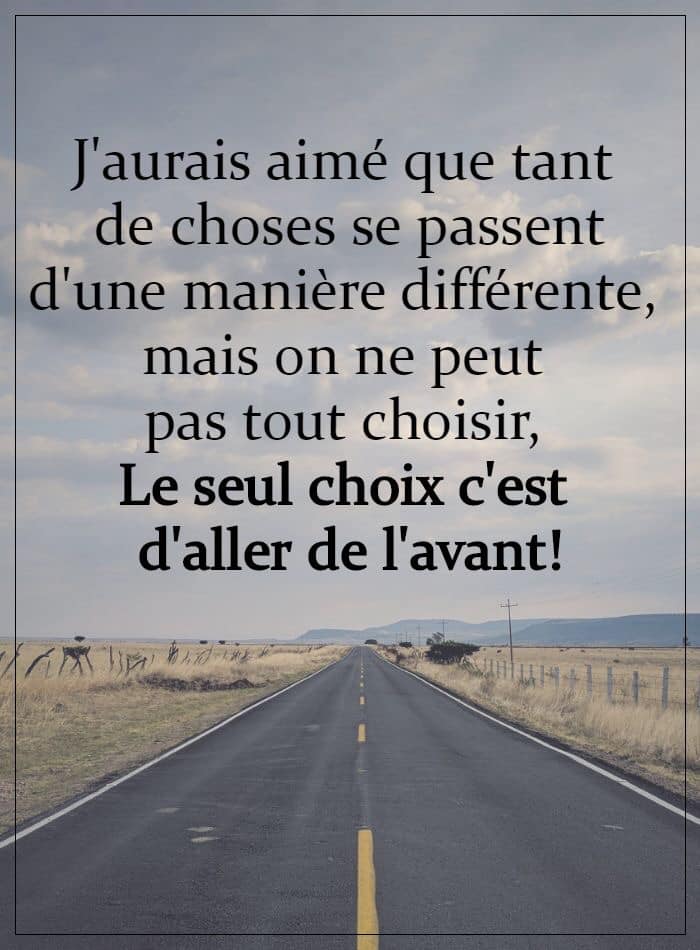 J'aurais aimé que tant
de choses se passent
d'une manière différente,
mais on ne peut
pas tout choisir,
Le seul choix c'est
d'aller de l'avant!